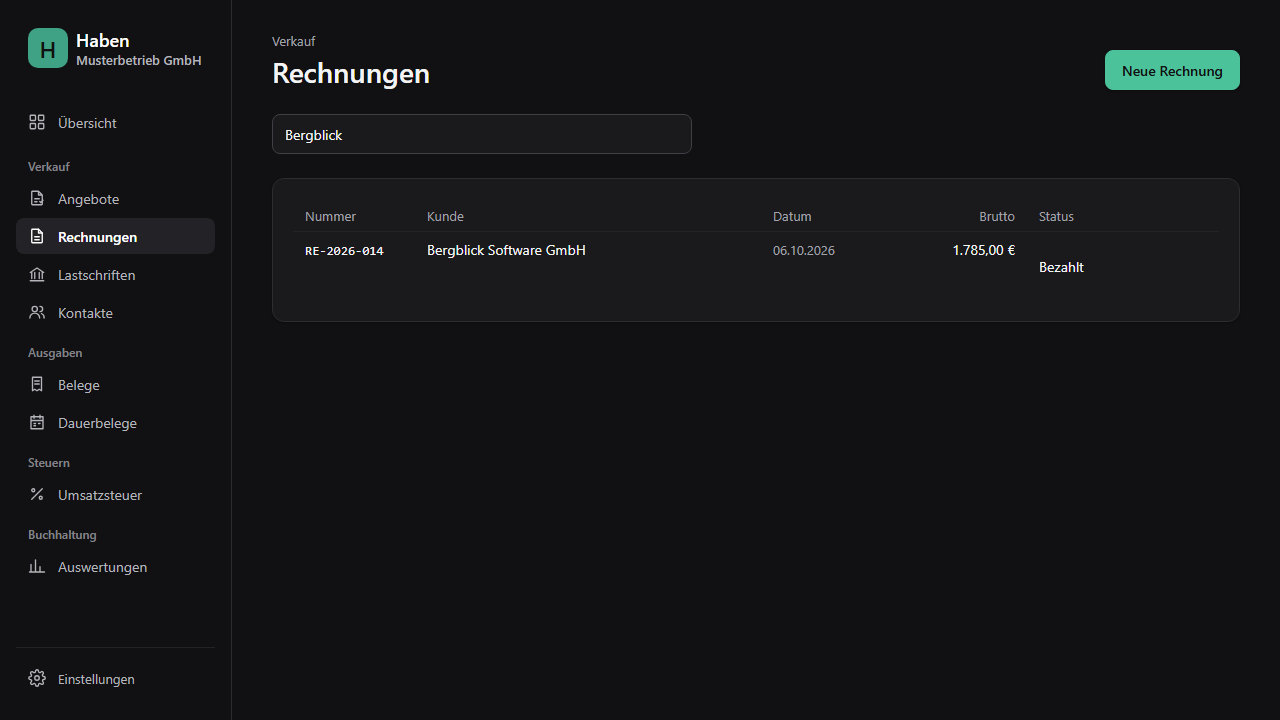 H
Haben
Musterbetrieb GmbH
Übersicht
Verkauf
Angebote
Rechnungen
Lastschriften
Kontakte
Ausgaben
Belege
Dauerbelege
Steuern
Umsatzsteuer
Buchhaltung
Auswertungen
Einstellungen
Verkauf
Rechnungen
Neue Rechnung
Bergblick
Nummer Kunde Datum Brutto Status
RE-2026-014 Bergblick Software GmbH 06.10.2026 1.785,00 € Bezahlt